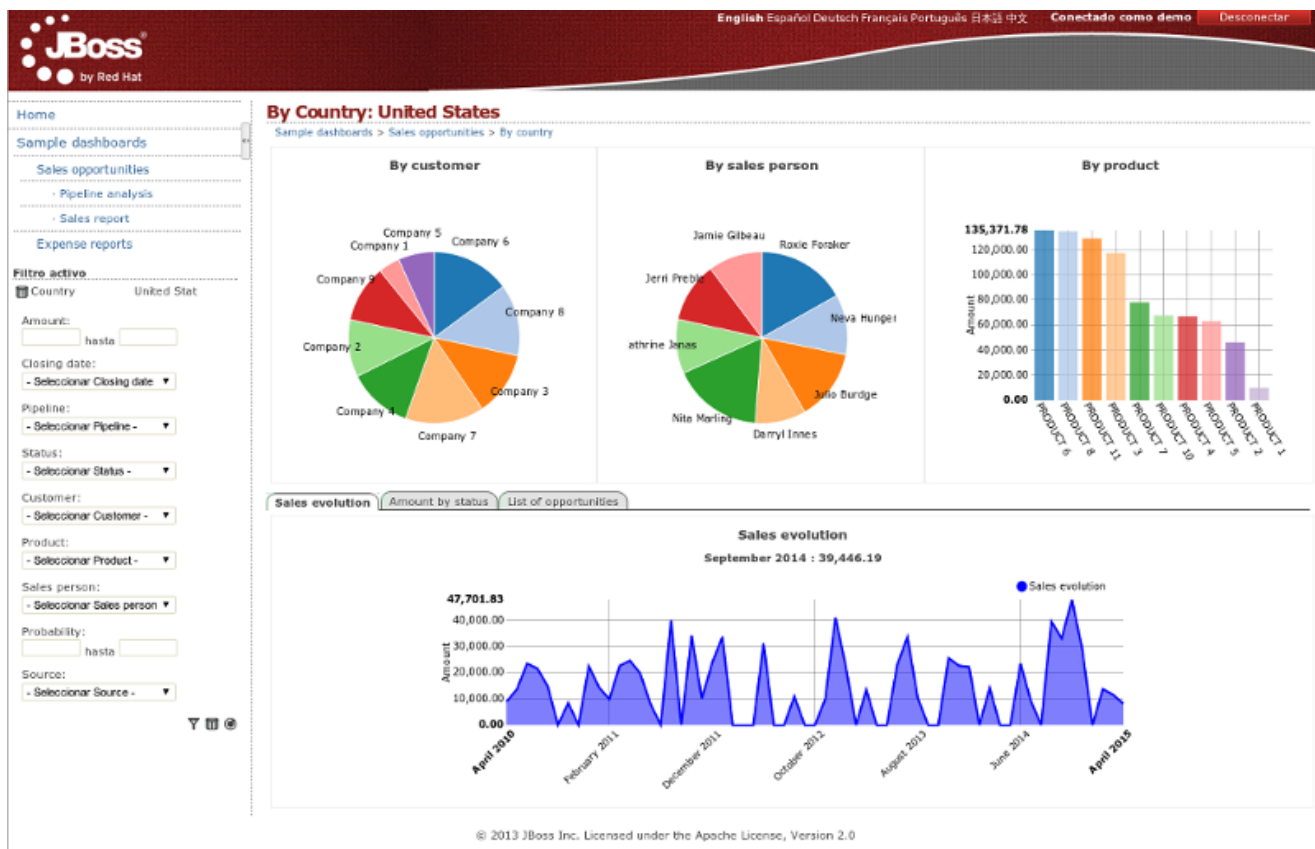 English Español Deutsch Français Português 日本語 中文 Conectado como demo Desconectar
JBoss®
by Red Hat
Home
Sample dashboards
Sales opportunities
· Pipeline analysis
· Sales report
Expense reports
Filtro activo
Country United Stat
Amount:
hasta
Closing date:
- Seleccionar Closing date ▼
Pipeline:
- Seleccionar Pipeline - ▼
Status:
- Seleccionar Status - ▼
Customer:
- Seleccionar Customer - ▼
Product:
- Seleccionar Product - ▼
Sales person:
- Seleccionar Sales person ▼
Probability:
hasta
Source:
- Seleccionar Source - ▼
By Country: United States
Sample dashboards > Sales opportunities > By country
By customer
Company 5
Company 6
Company 1
Company 9
Company 8
Company 2
Company 3
Company 4
Company 7
By sales person
Jamie Gilbeau
Roxie Foraker
Jerri Preble
Neva Hunger
athrine Janas
Julio Burdge
Nita Marling
Darryl Innes
By product
135,371.78
120,000.00
100,000.00
80,000.00
60,000.00
40,000.00
20,000.00
0.00
Amount
PRODUCT 6
PRODUCT 8
PRODUCT 11
PRODUCT 3
PRODUCT 7
PRODUCT 10
PRODUCT 4
PRODUCT 5
PRODUCT 2
PRODUCT 1
Sales evolution Amount by status List of opportunities
Sales evolution
September 2014 : 39,446.19
Sales evolution
47,701.83
40,000.00
30,000.00
20,000.00
10,000.00
0.00
Amount
April 2010
February 2011
December 2011
October 2012
August 2013
June 2014
April 2015
© 2013 JBoss Inc. Licensed under the Apache License, Version 2.0